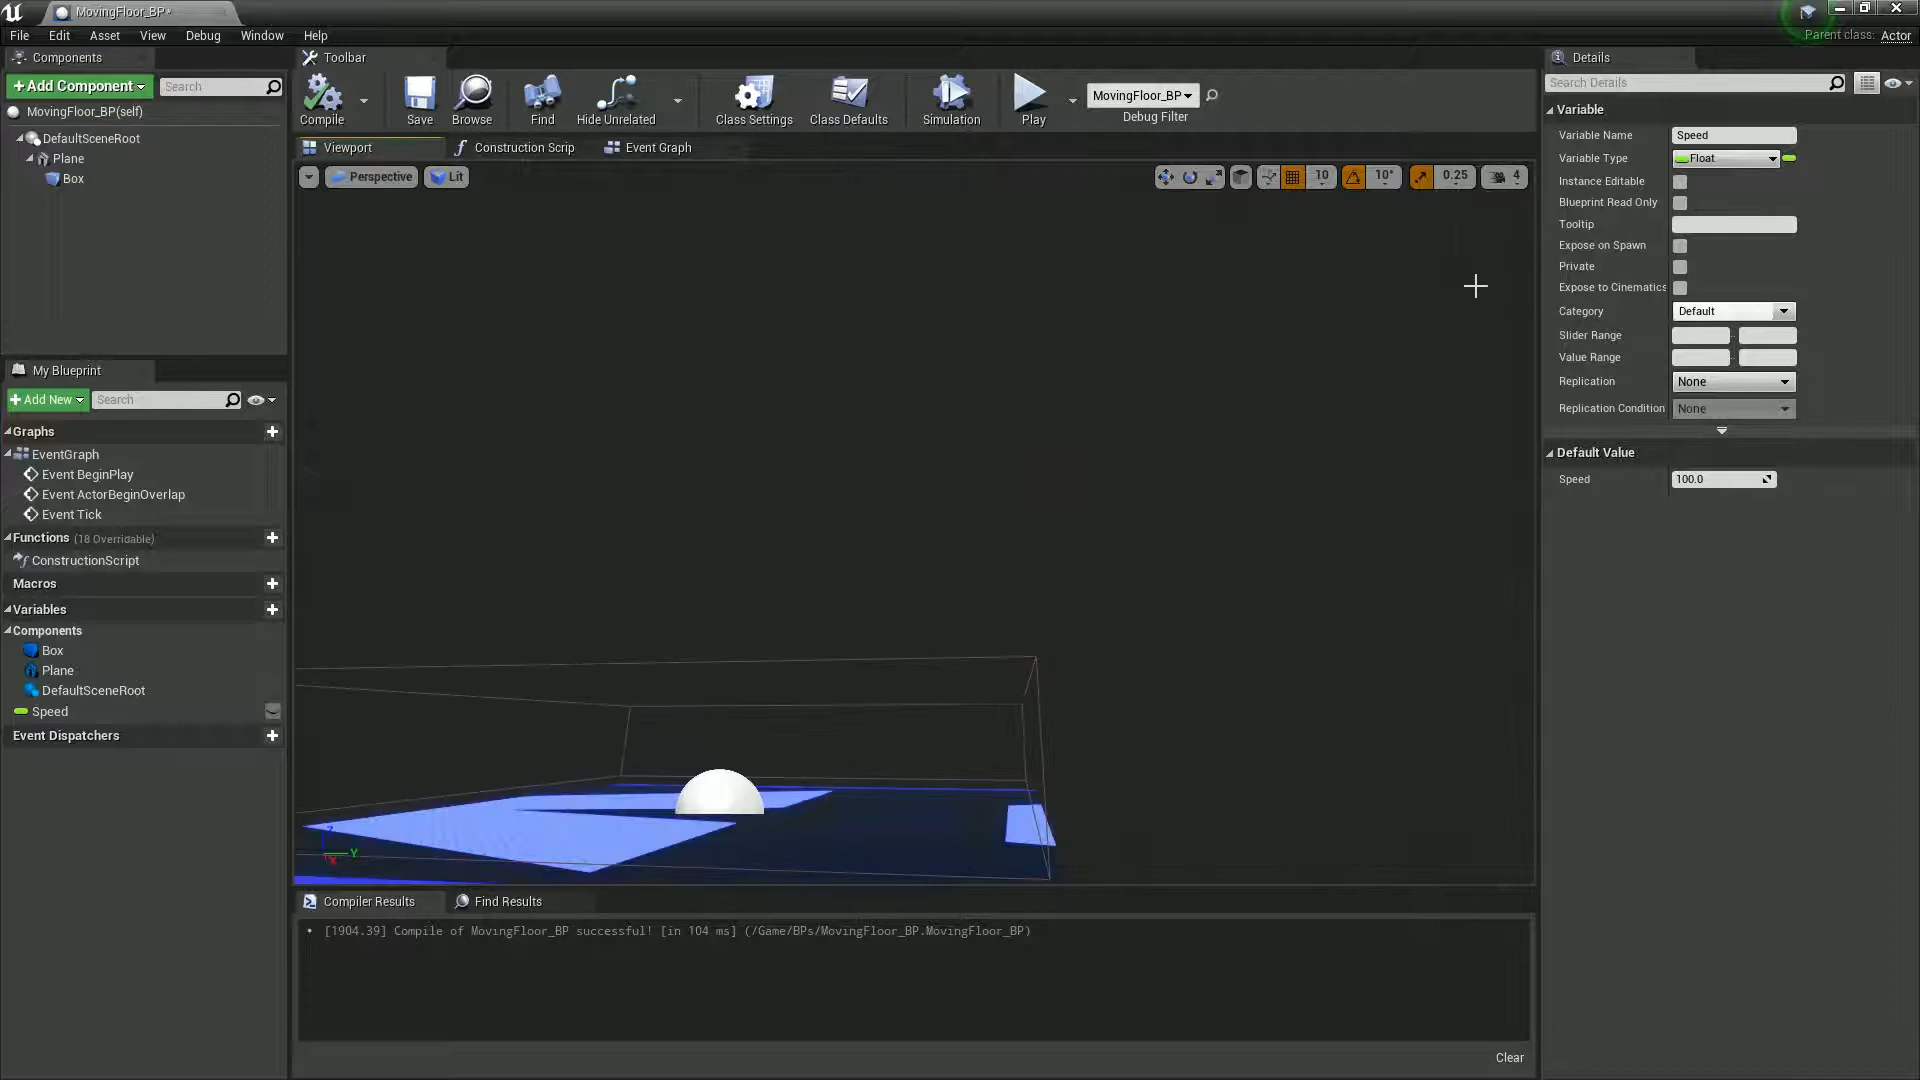 MovingFloor_BP*
File Edit Asset View Debug Window Help
Parent class: Actor
Components
+Add Component
Search
MovingFloor_BP(self)
DefaultSceneRoot
Plane
Box
My Blueprint
+Add New
Search
Graphs
EventGraph
Event BeginPlay
Event ActorBeginOverlap
Event Tick
Functions (18 Overridable)
ConstructionScript
Macros
Variables
Components
Box
Plane
DefaultSceneRoot
Speed
Event Dispatchers
Toolbar
Compile
Save
Browse
Find
Hide Unrelated
Class Settings
Class Defaults
Simulation
Play
MovingFloor_BP
Debug Filter
Viewport
Construction Scrip
Event Graph
Perspective
Lit
10
10°
0.25
4
Z
Y
X
Compiler Results
Find Results
• [1904.39] Compile of MovingFloor_BP successful! [in 104 ms] (/Game/BPs/MovingFloor_BP.MovingFloor_BP)
Clear
Details
Search Details
Variable
Variable Name Speed
Variable Type Float
Instance Editable
Blueprint Read Only
Tooltip
Expose on Spawn
Private
Expose to Cinematics
Category Default
Slider Range
Value Range
Replication None
Replication Condition None
Default Value
Speed 100.0